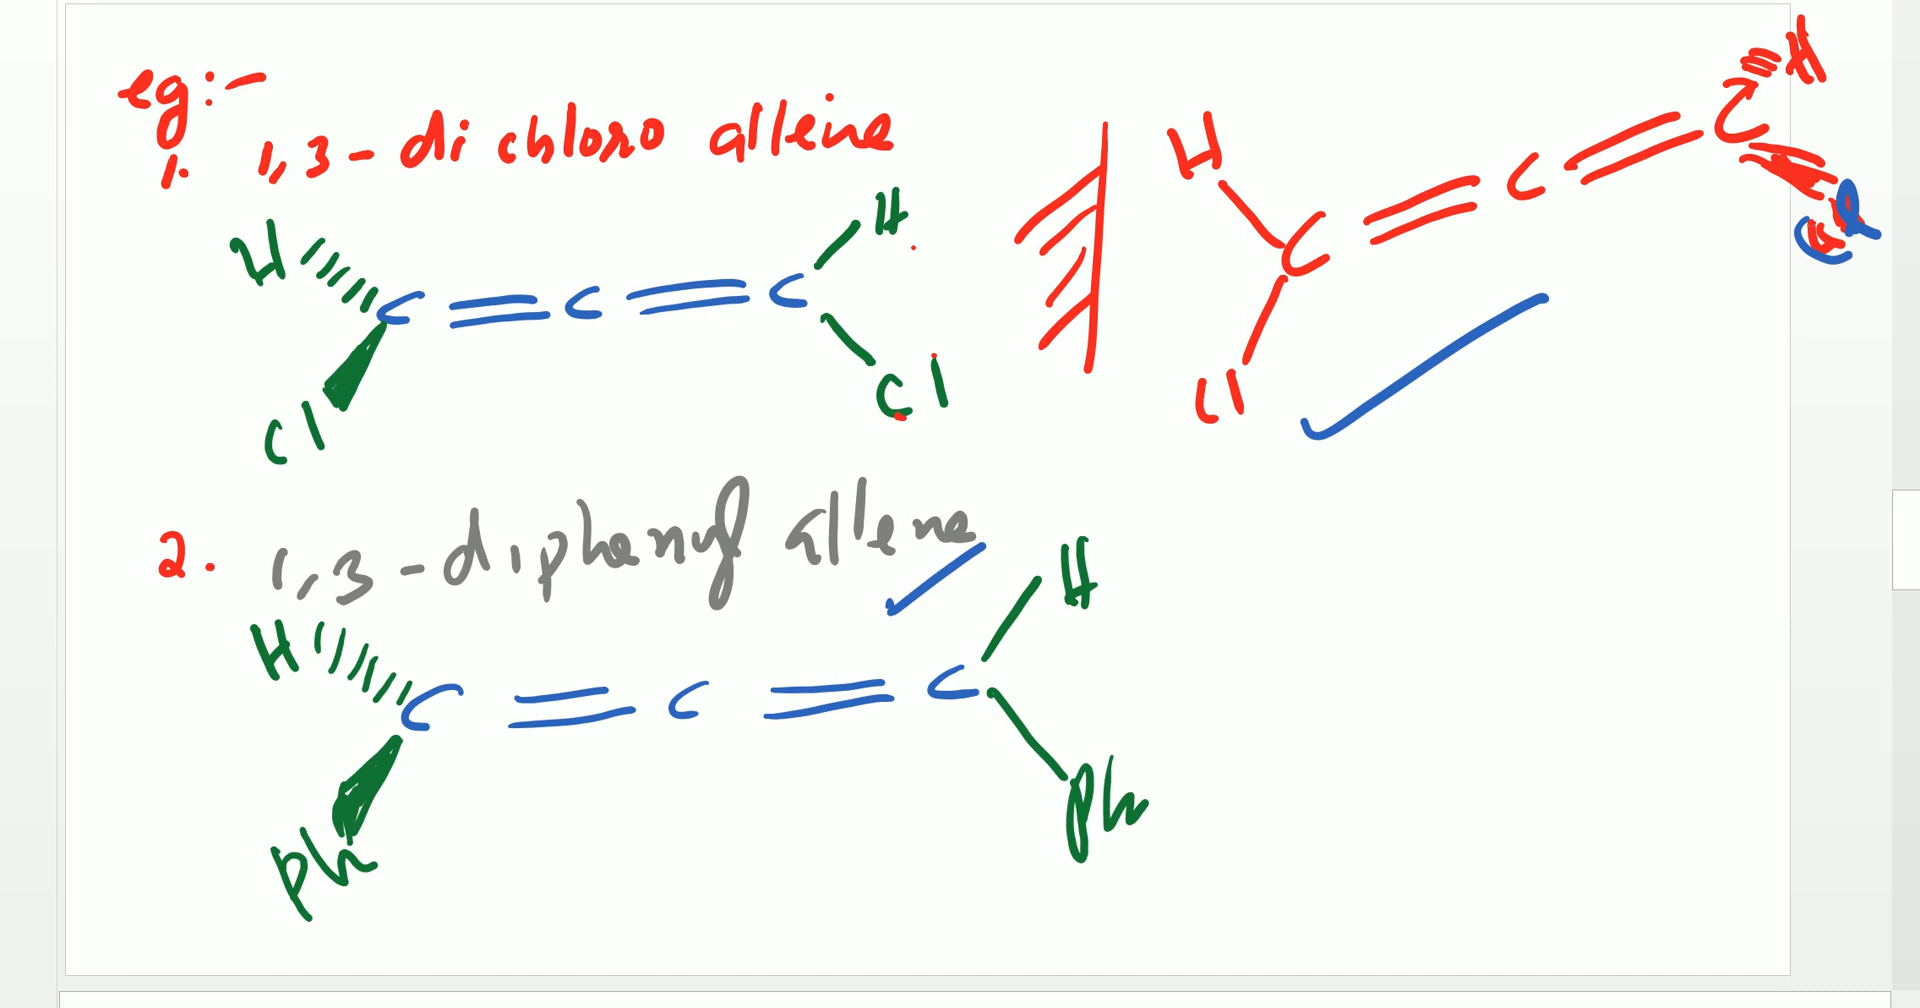 eg:-
1. 1,3-dichloro allene
H C = C = C H
Cl Cl
H C = C = C H
Cl Cl
2. 1,3-diphenyl allene
H C = C = C H
Ph Ph